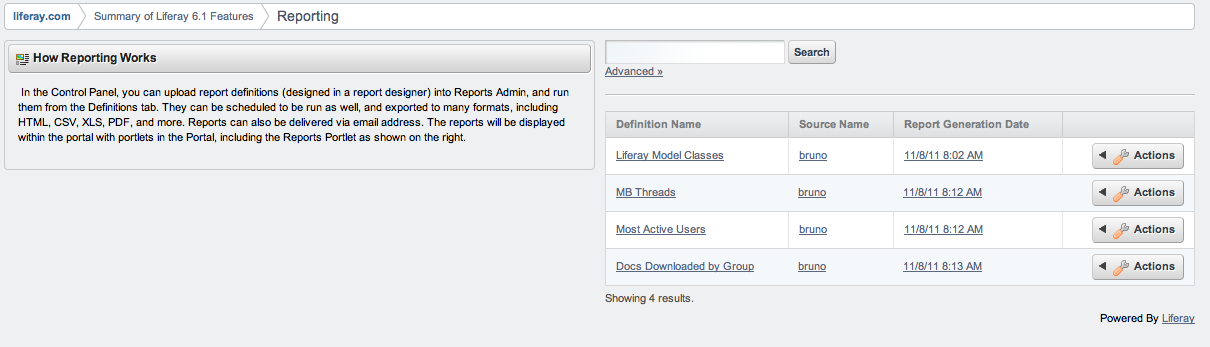 liferay.com Summary of Liferay 6.1 Features Reporting
How Reporting Works
In the Control Panel, you can upload report definitions (designed in a report designer) into Reports Admin, and run
them from the Definitions tab. They can be scheduled to be run as well, and exported to many formats, including
HTML, CSV, XLS, PDF, and more. Reports can also be delivered via email address. The reports will be displayed
within the portal with portlets in the Portal, including the Reports Portlet as shown on the right.
Search
Advanced »
Definition Name Source Name Report Generation Date
Liferay Model Classes bruno 11/8/11 8:02 AM Actions
MB Threads bruno 11/8/11 8:12 AM Actions
Most Active Users bruno 11/8/11 8:12 AM Actions
Docs Downloaded by Group bruno 11/8/11 8:13 AM Actions
Showing 4 results.
Powered By Liferay